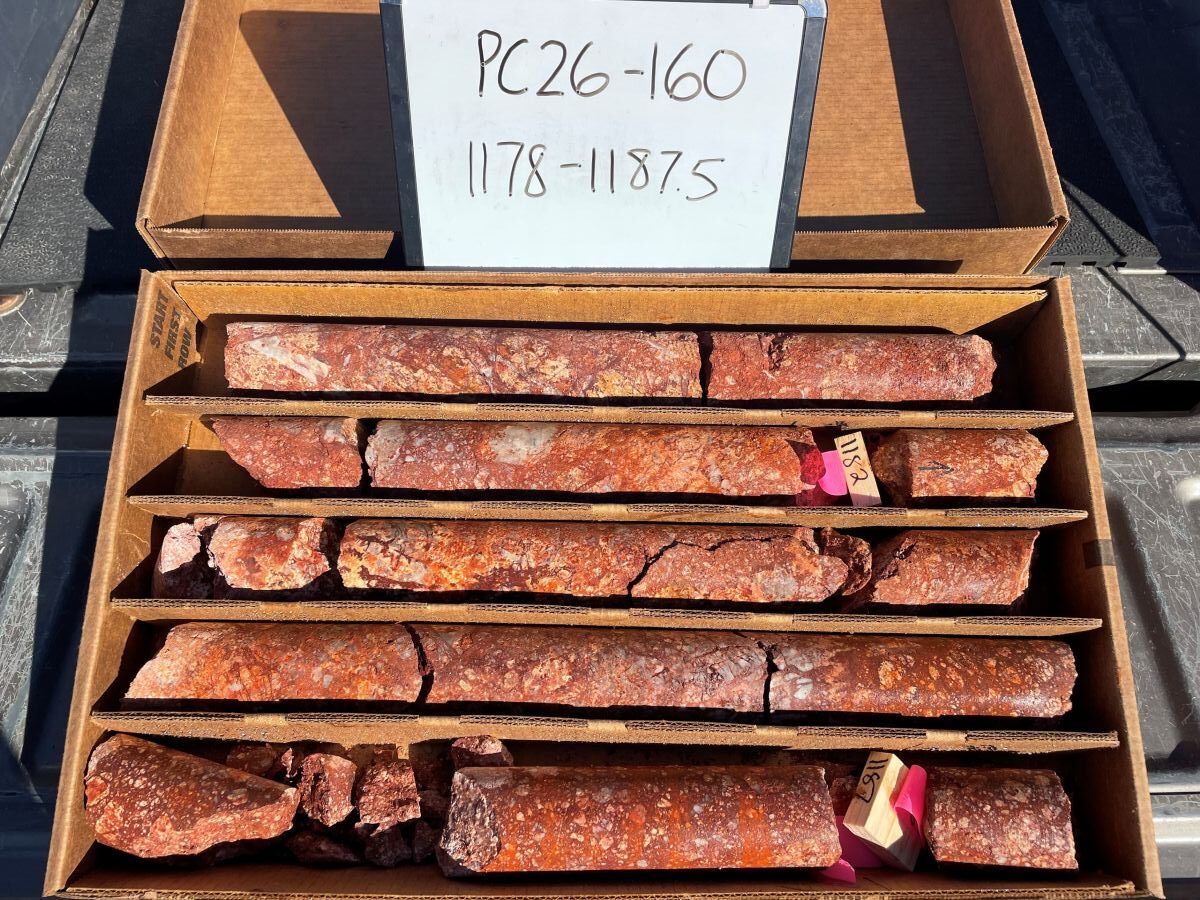 PC26-160
1178-1187.5
START
FIRST
ROW
1182
1187